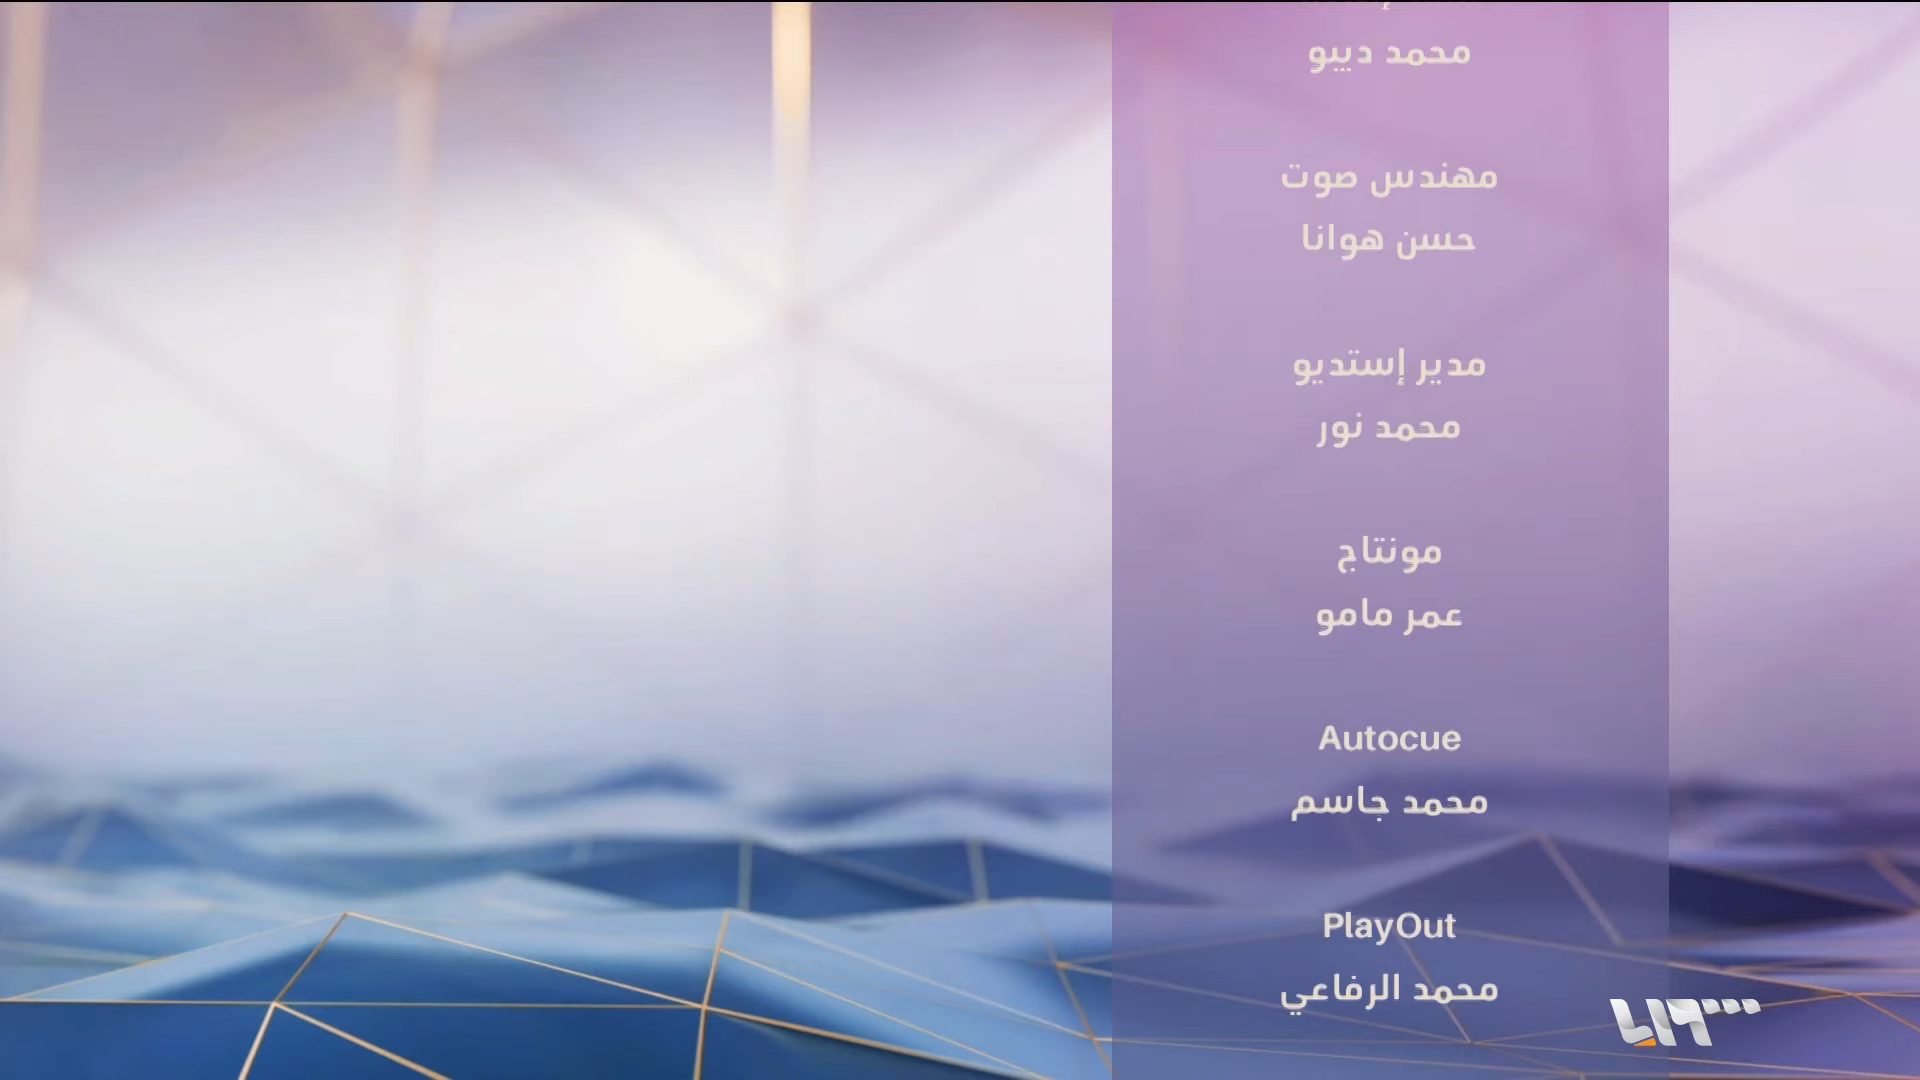 محمد ديبو
مهندس صوت
حسن هوانا
مدير إستديو
محمد نور
مونتاج
عمر مامو
Autocue
محمد جاسم
PlayOut
محمد الرفاعي